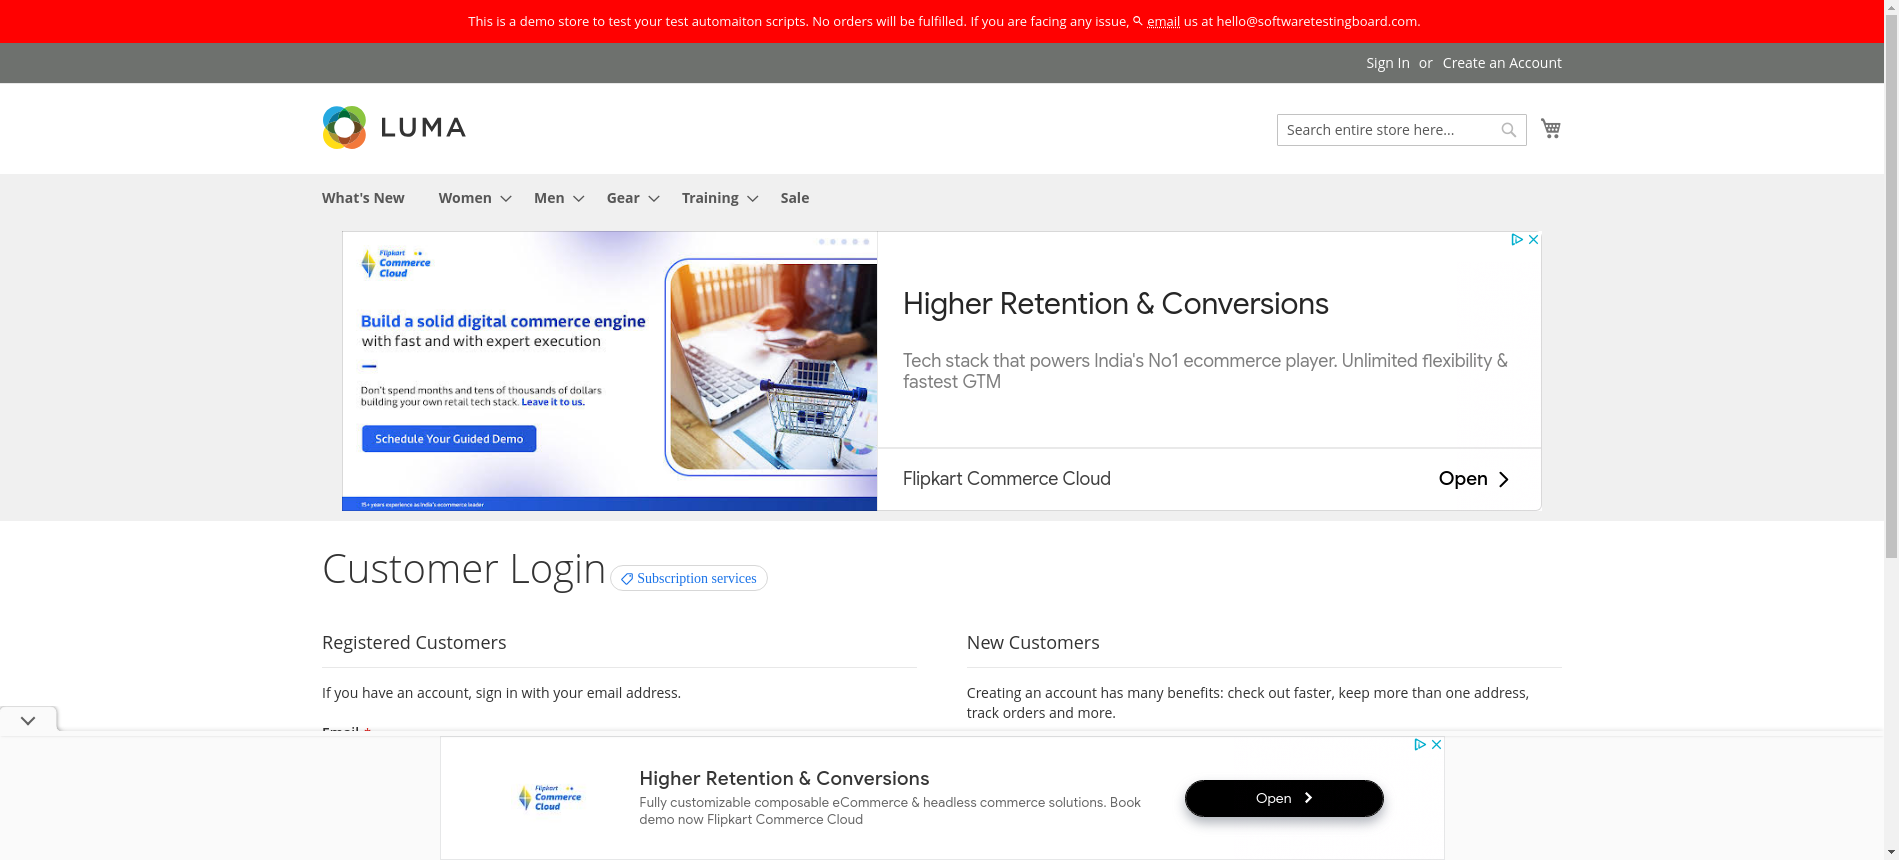 This is a demo store to test your test automaiton scripts. No orders will be fulfilled. If you are facing any issue, email us at hello@softwaretestingboard.com.
Sign In or Create an Account
LUMA
Search entire store here...
What's New Women Men Gear Training Sale
Flipkart
Commerce
Cloud
Build a solid digital commerce engine
with fast and with expert execution
Don't spend months and tens of thousands of dollars
building your own retail tech stack. Leave it to us.
Schedule Your Guided Demo
15+ years experience as India's ecommerce leader
Higher Retention & Conversions
Tech stack that powers India's No1 ecommerce player. Unlimited flexibility &
fastest GTM
Flipkart Commerce Cloud
Open
Customer Login
Subscription services
Registered Customers
If you have an account, sign in with your email address.
Email *
New Customers
Creating an account has many benefits: check out faster, keep more than one address,
track orders and more.
Flipkart
Commerce
Cloud
Higher Retention & Conversions
Fully customizable composable eCommerce & headless commerce solutions. Book
demo now Flipkart Commerce Cloud
Open